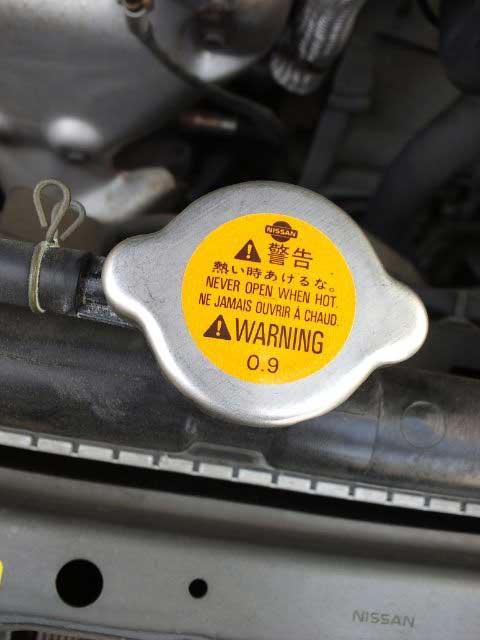 NISSAN
警告
熱い時あけるな。
NEVER OPEN WHEN HOT.
NE JAMAIS OUVRIR À CHAUD.
WARNING
0.9
NISSAN